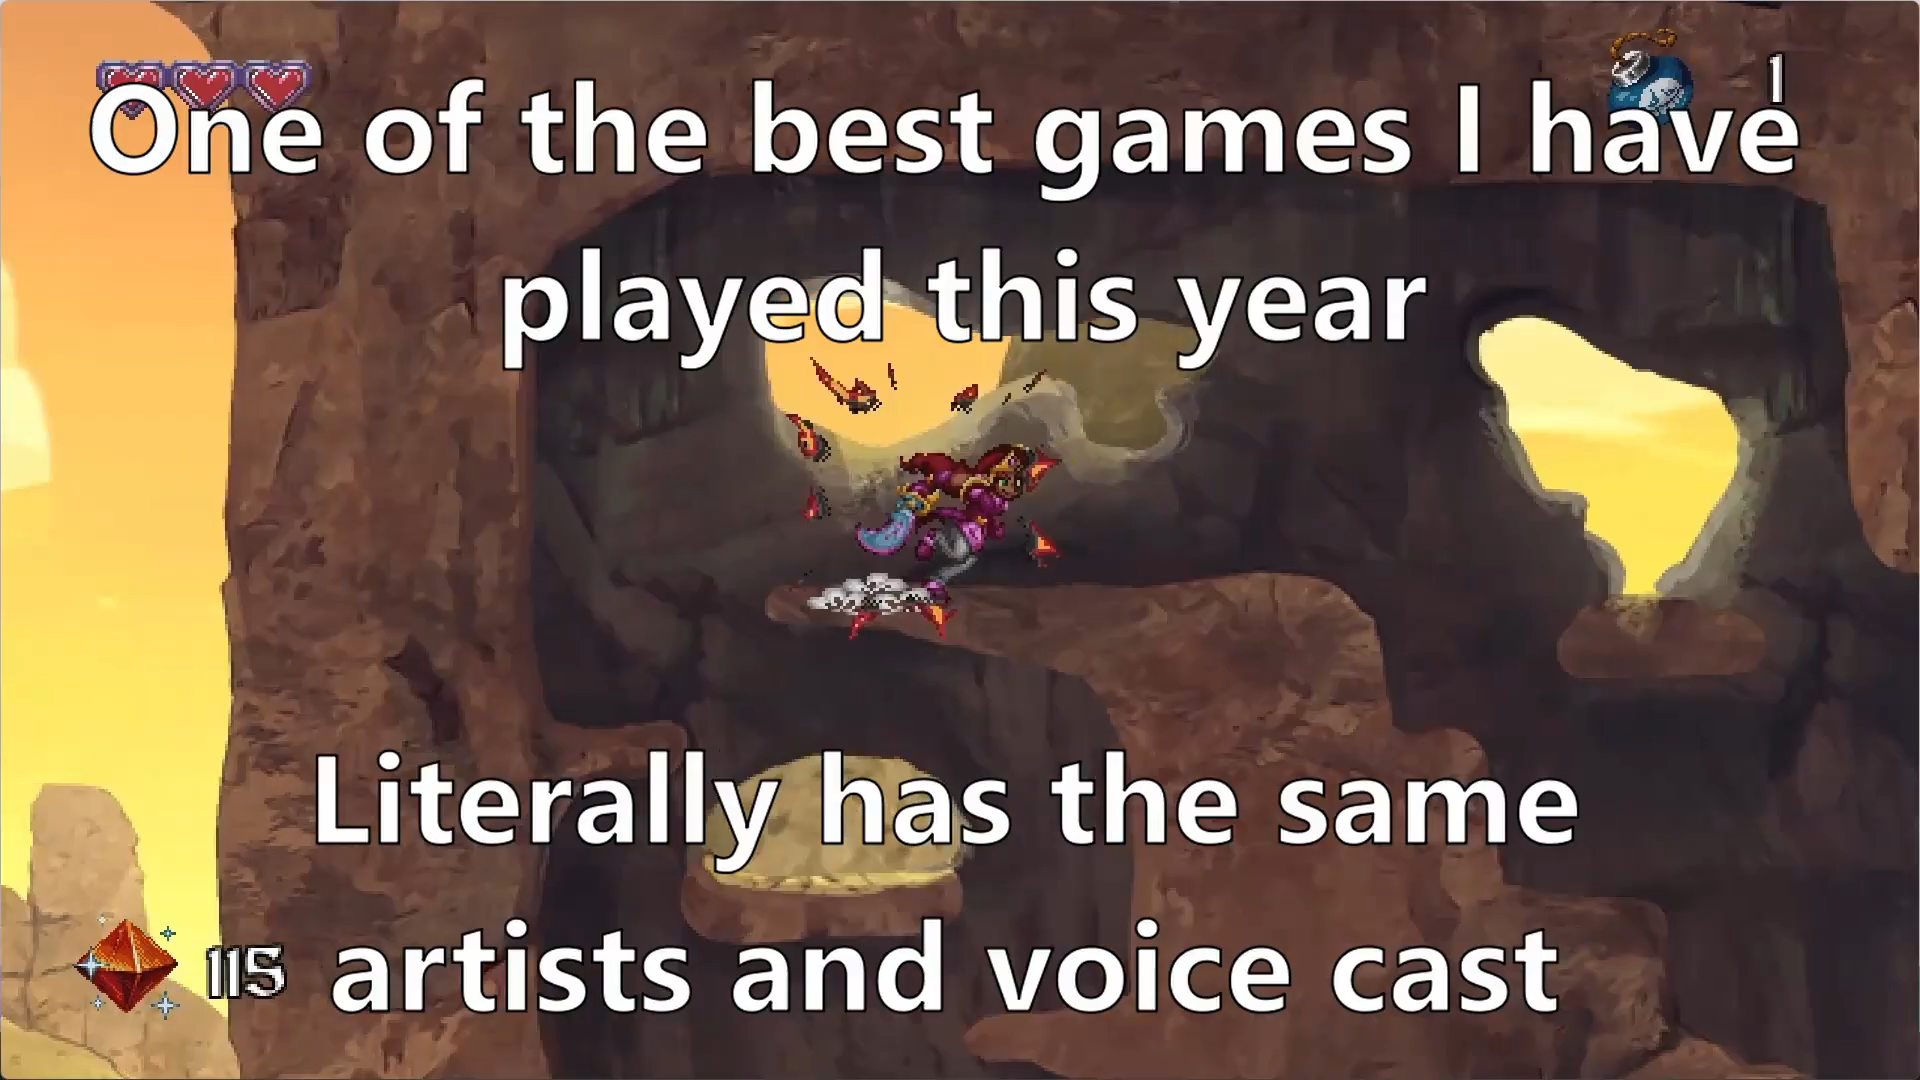 1
One of the best games I have
played this year
Literally has the same
artists and voice cast
115